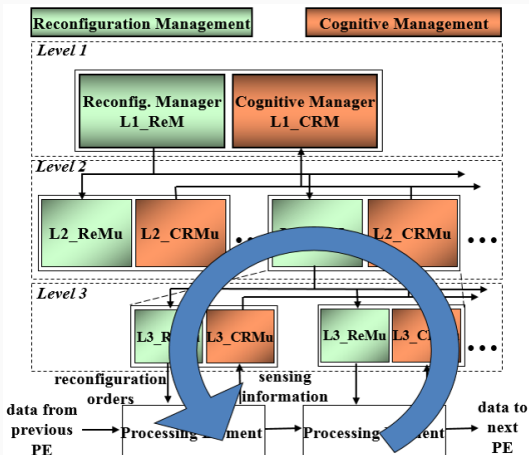 Reconfiguration Management
Cognitive Management
Level 1
Reconfig. Manager
L1_ReM
Cognitive Manager
L1_CRM
Level 2
L2_ReMu
L2_CRMu
...
L2_CRMu
...
Level 3
L3_CRMu
L3_ReMu
...
reconfiguration
orders
sensing
information
data from
previous
PE
Processing
Processing
data to
next
PE